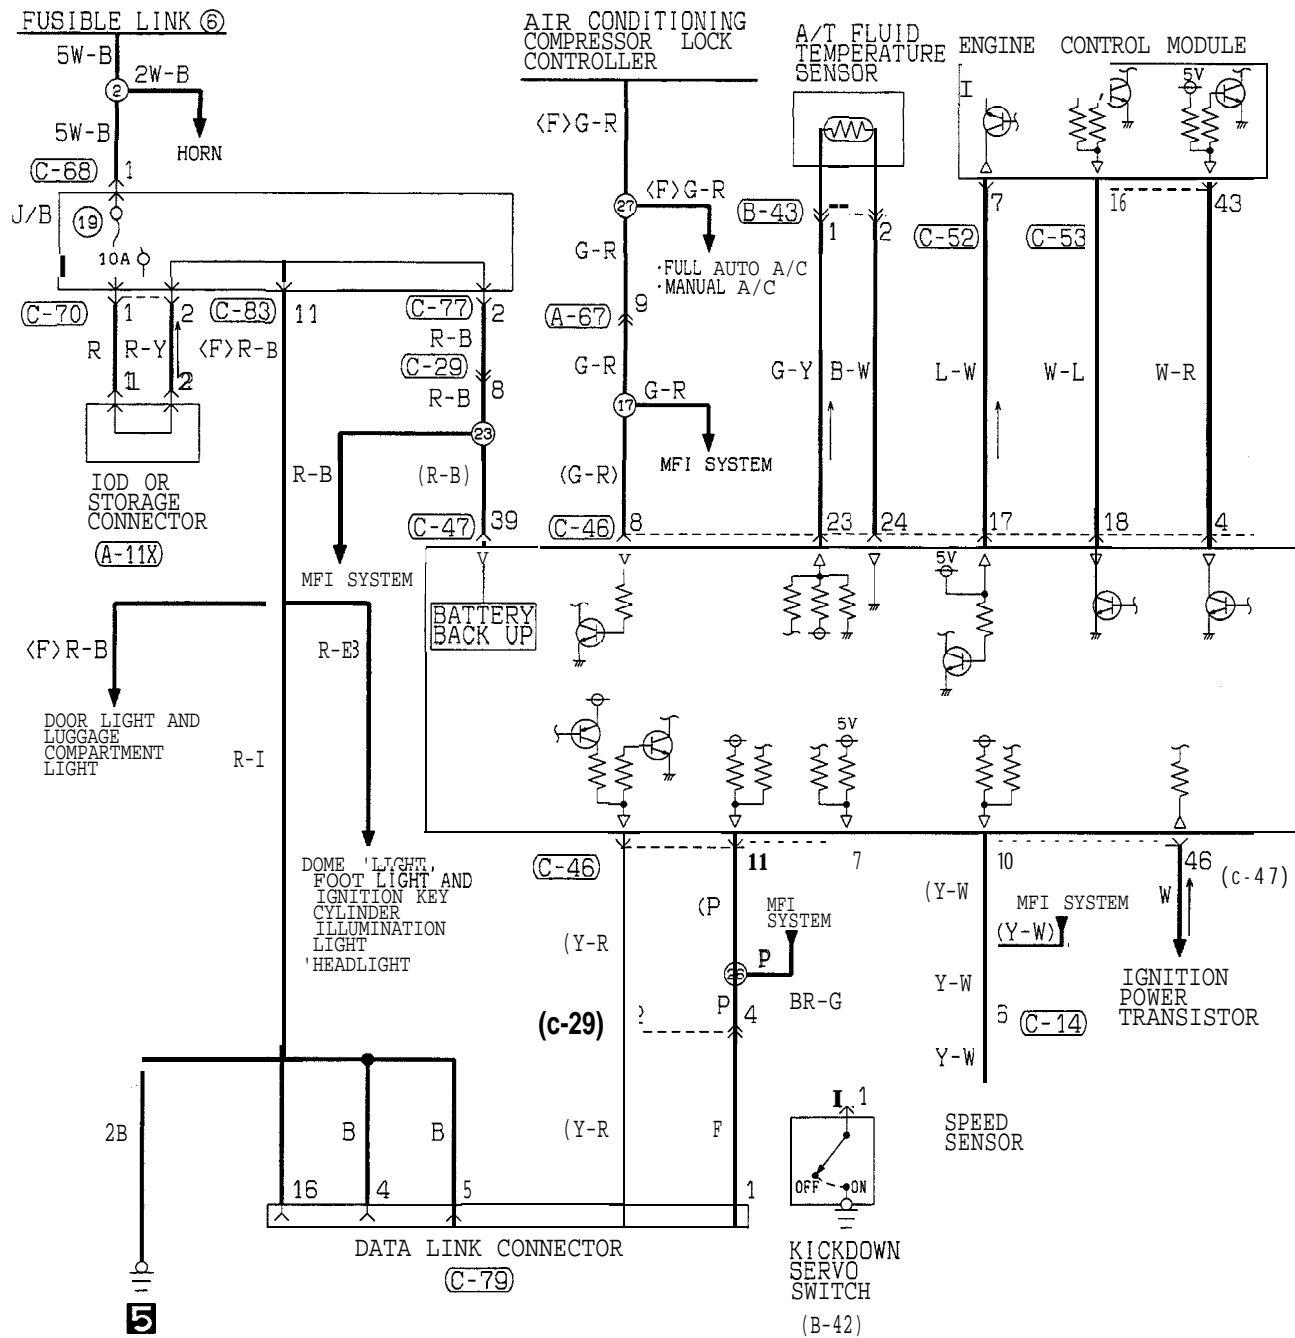 FUSIBLE LINK ⑥
5W-B
2
2W-B
5W-B
HORN
C-68
1
J/B
19
10A
C-70
1
2
C-83
11
C-77
2
R-B
C-29
8
R-B
23
R
R-Y
<F>R-B
IOD OR
STORAGE
CONNECTOR
A-11X
R-B
(R-B)
C-47
39
MFI SYSTEM
BATTERY
BACK UP
<F>R-B
DOOR LIGHT AND
LUGGAGE
COMPARTMENT
LIGHT
R-I
DOME 'LIGHT,
FOOT LIGHT AND
IGNITION KEY
CYLINDER
ILLUMINATION
LIGHT
'HEADLIGHT
AIR CONDITIONING
COMPRESSOR LOCK
CONTROLLER
<F>G-R
27
<F>G-R
G-R
·FULL AUTO A/C
·MANUAL A/C
9
A-67
G-R
17
G-R
MFI SYSTEM
(G-R)
C-46
8
A/T FLUID
TEMPERATURE
SENSOR
B-43
1
2
G-Y
B-W
23
24
ENGINE CONTROL MODULE
I
5V
7
16
43
C-52
C-53
L-W
W-L
W-R
17
18
4
5V
5V
C-46
11
7
10
46
(c-47)
(Y-R
(P
MFI
SYSTEM
26
P
BR-G
(c-29)
P
4
(Y-R
F
(Y-W
MFI SYSTEM
(Y-W)
Y-W
6
C-14
Y-W
SPEED
SENSOR
W
IGNITION
POWER
TRANSISTOR
2B
B
B
16
4
5
1
DATA LINK CONNECTOR
C-79
5
I 1
OFF
ON
KICKDOWN
SERVO
SWITCH
(B-42)